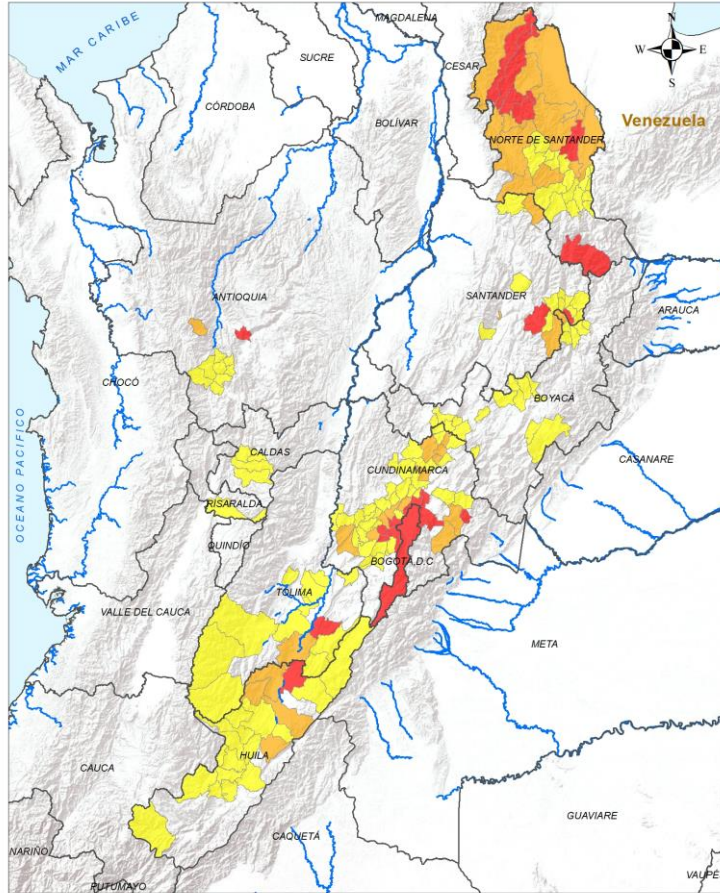 MAGDALENA
N
MAR CARIBE
SUCRE
CESAR
W
E
S
CÓRDOBA
BOLÍVAR
Venezuela
NORTE DE SANTANDER
ANTIOQUIA
SANTANDER
ARAUCA
CHOCÓ
BOYACÁ
CALDAS
CUNDINAMARCA
CASANARE
OCEANO PACIFICO
RISARALDA
QUINDÍO
BOGOTÁ, D.C
TOLIMA
VALLE DEL CAUCA
META
HUILA
CAUCA
GUAVIARE
CAQUETÁ
NARIÑO
PUTUMAYO
VAUPÉ